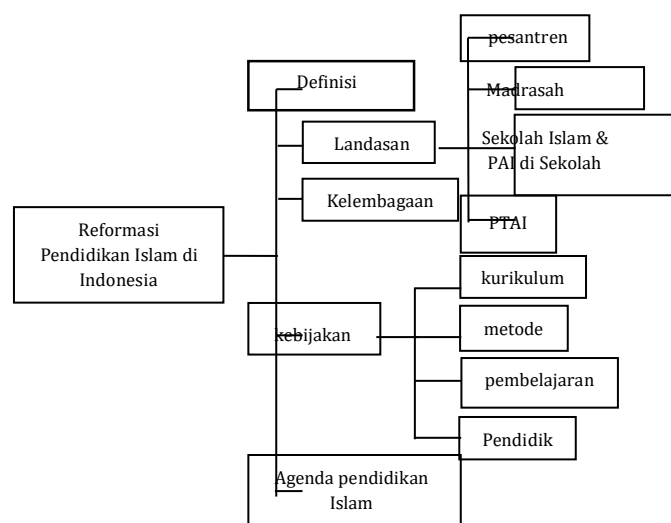 pesantren
Definisi
Madrasah
Landasan
Sekolah Islam &
PAI di Sekolah
Kelembagaan
PTAI
Reformasi
Pendidikan Islam di
Indonesia
kurikulum
kebijakan
metode
pembelajaran
Pendidik
Agenda pendidikan
Islam